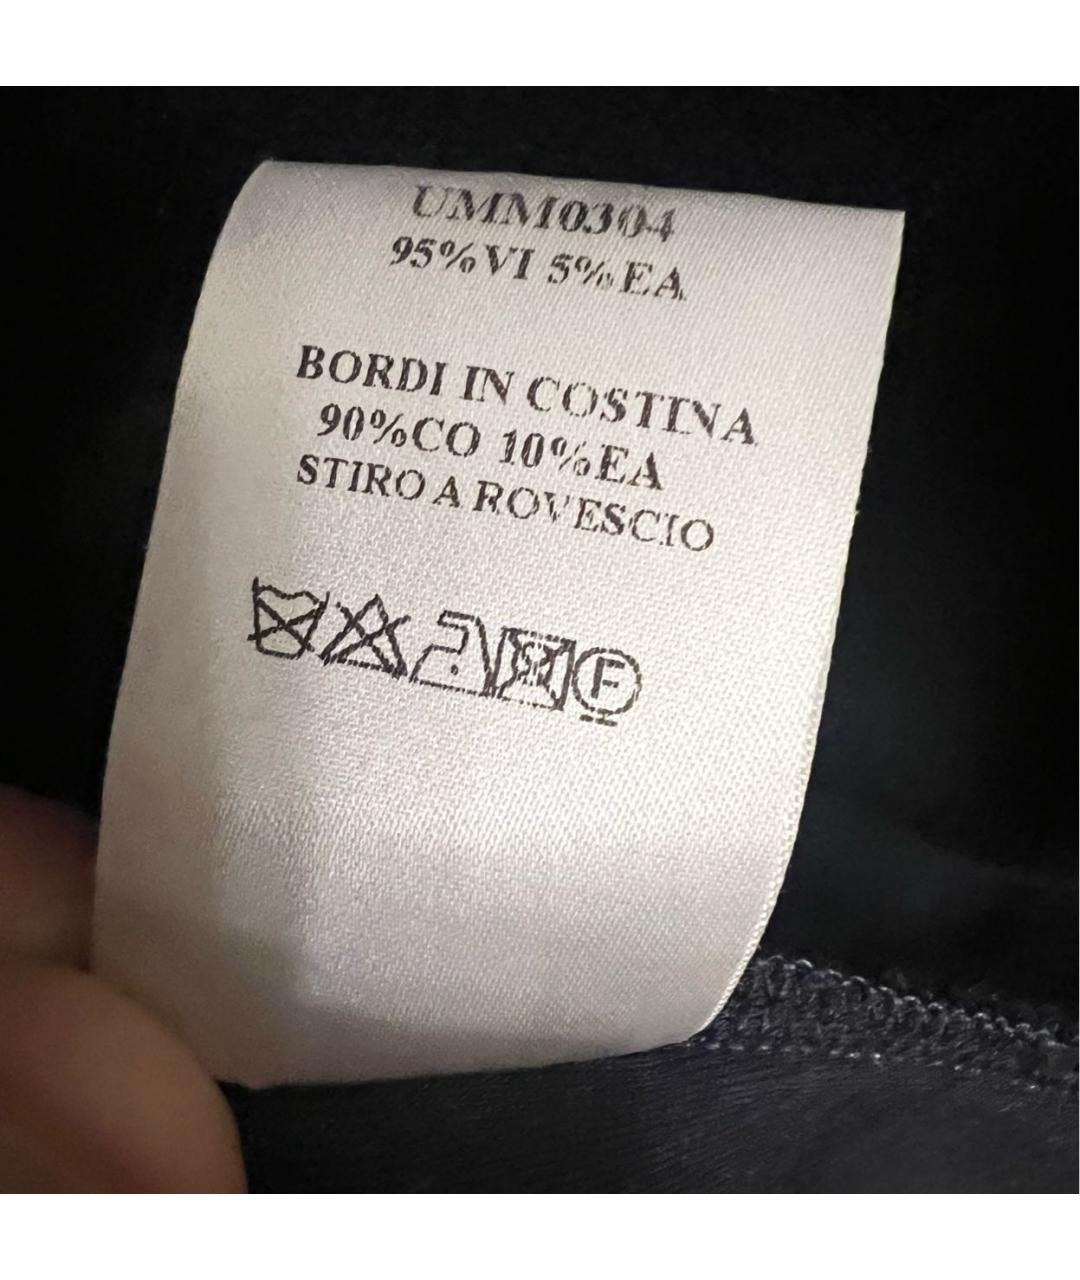 UMM0304
95%VI 5%EA
BORDI IN COSTINA
90%CO 10%EA
STIRO A ROVESCIO
F